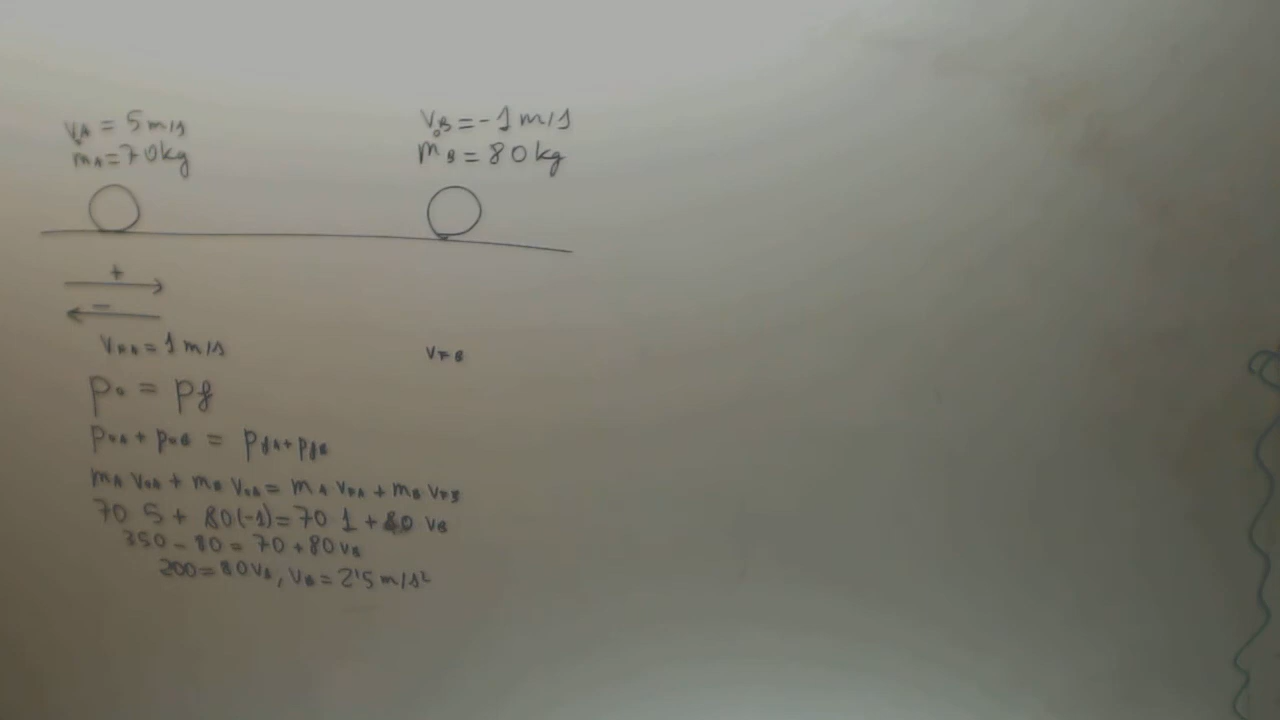 v₀A = 5 m/s
mA = 70 kg
v₀B = -1 m/s
mB = 80 kg
+
−
vFA = 1 m/s
vFB
p₀ = pf
p₀A + p₀B = pfA + pfB
mA v₀A + mB v₀B = mA vFA + mB vFB
70 5 + 80(-1) = 70 1 + 80 vB
350 - 80 = 70 + 80 vB
200 = 80 vB, vB = 2'5 m/s²